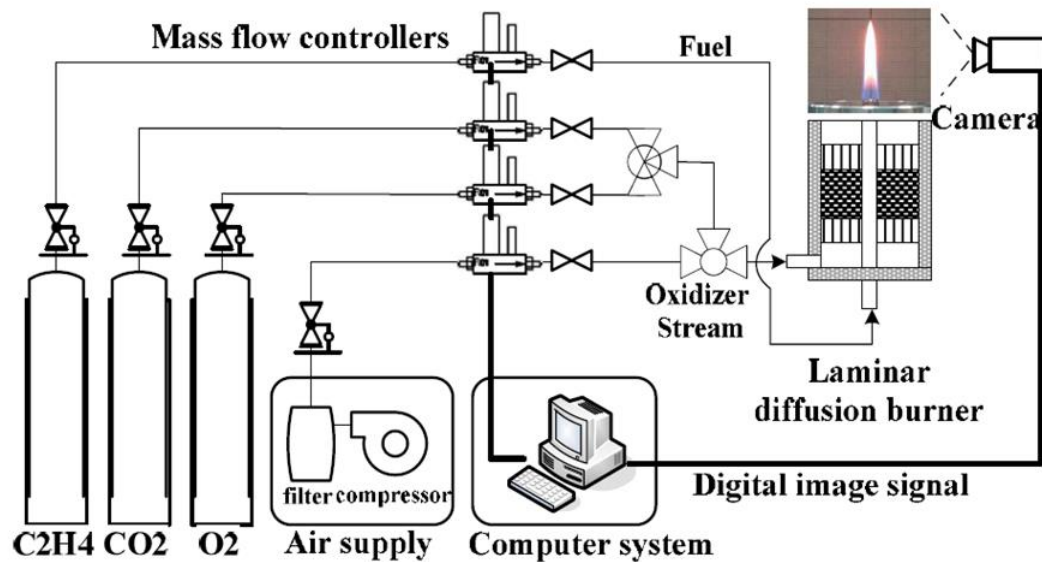 Mass flow controllers
Fuel
Camera
Oxidizer
Stream
Laminar
diffusion burner
filter compressor
Digital image signal
C2H4 CO2 O2 Air supply Computer system